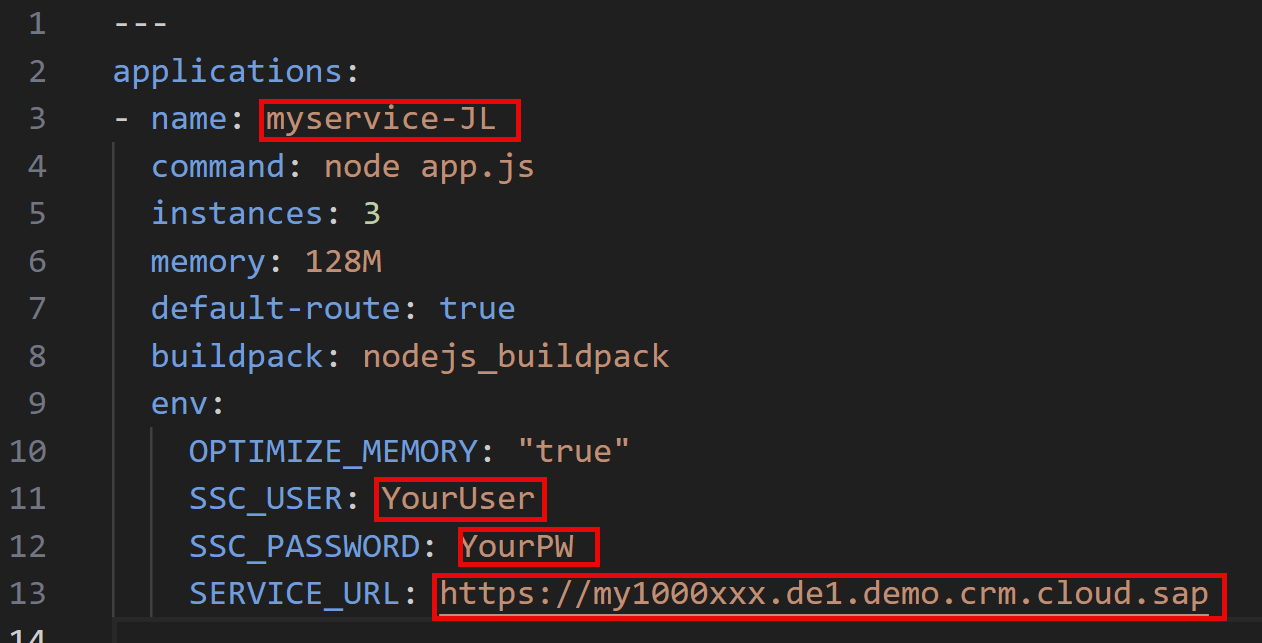 1 ---
2 applications:
3 - name: myservice-JL
4 command: node app.js
5 instances: 3
6 memory: 128M
7 default-route: true
8 buildpack: nodejs_buildpack
9 env:
10 OPTIMIZE_MEMORY: "true"
11 SSC_USER: YourUser
12 SSC_PASSWORD: YourPW
13 SERVICE_URL: https://my1000xxx.de1.demo.crm.cloud.sap
14